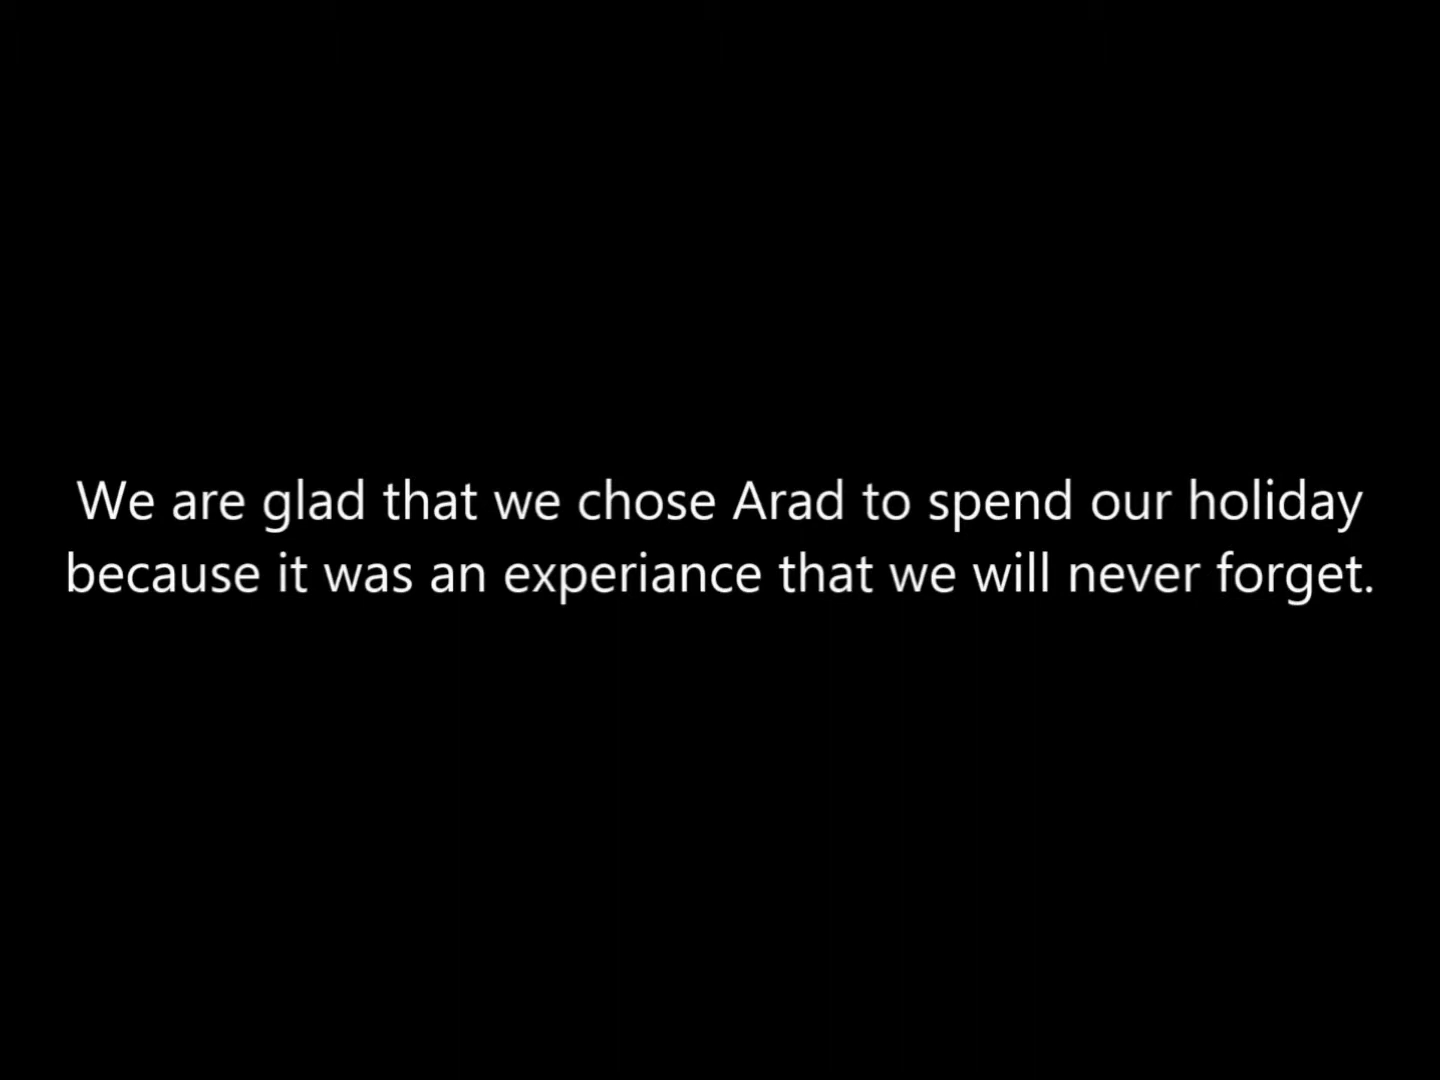 We are glad that we chose Arad to spend our holiday
because it was an experiance that we will never forget.